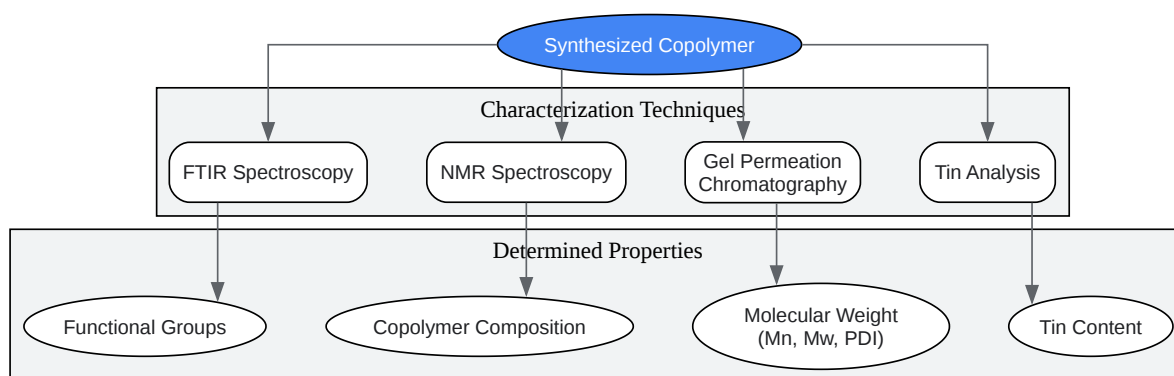 Synthesized Copolymer
Characterization Techniques
FTIR Spectroscopy
NMR Spectroscopy
Gel Permeation
Chromatography
Tin Analysis
Determined Properties
Functional Groups
Copolymer Composition
Molecular Weight
(Mn, Mw, PDI)
Tin Content